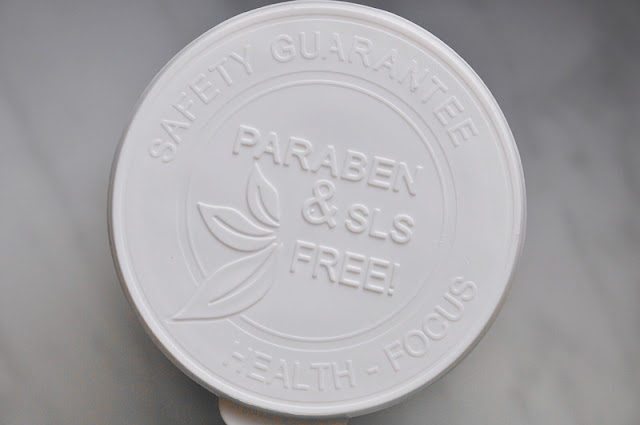 SAFETY GUARANTEE
PARABEN
& SLS
FREE!
HEALTH - FOCUS